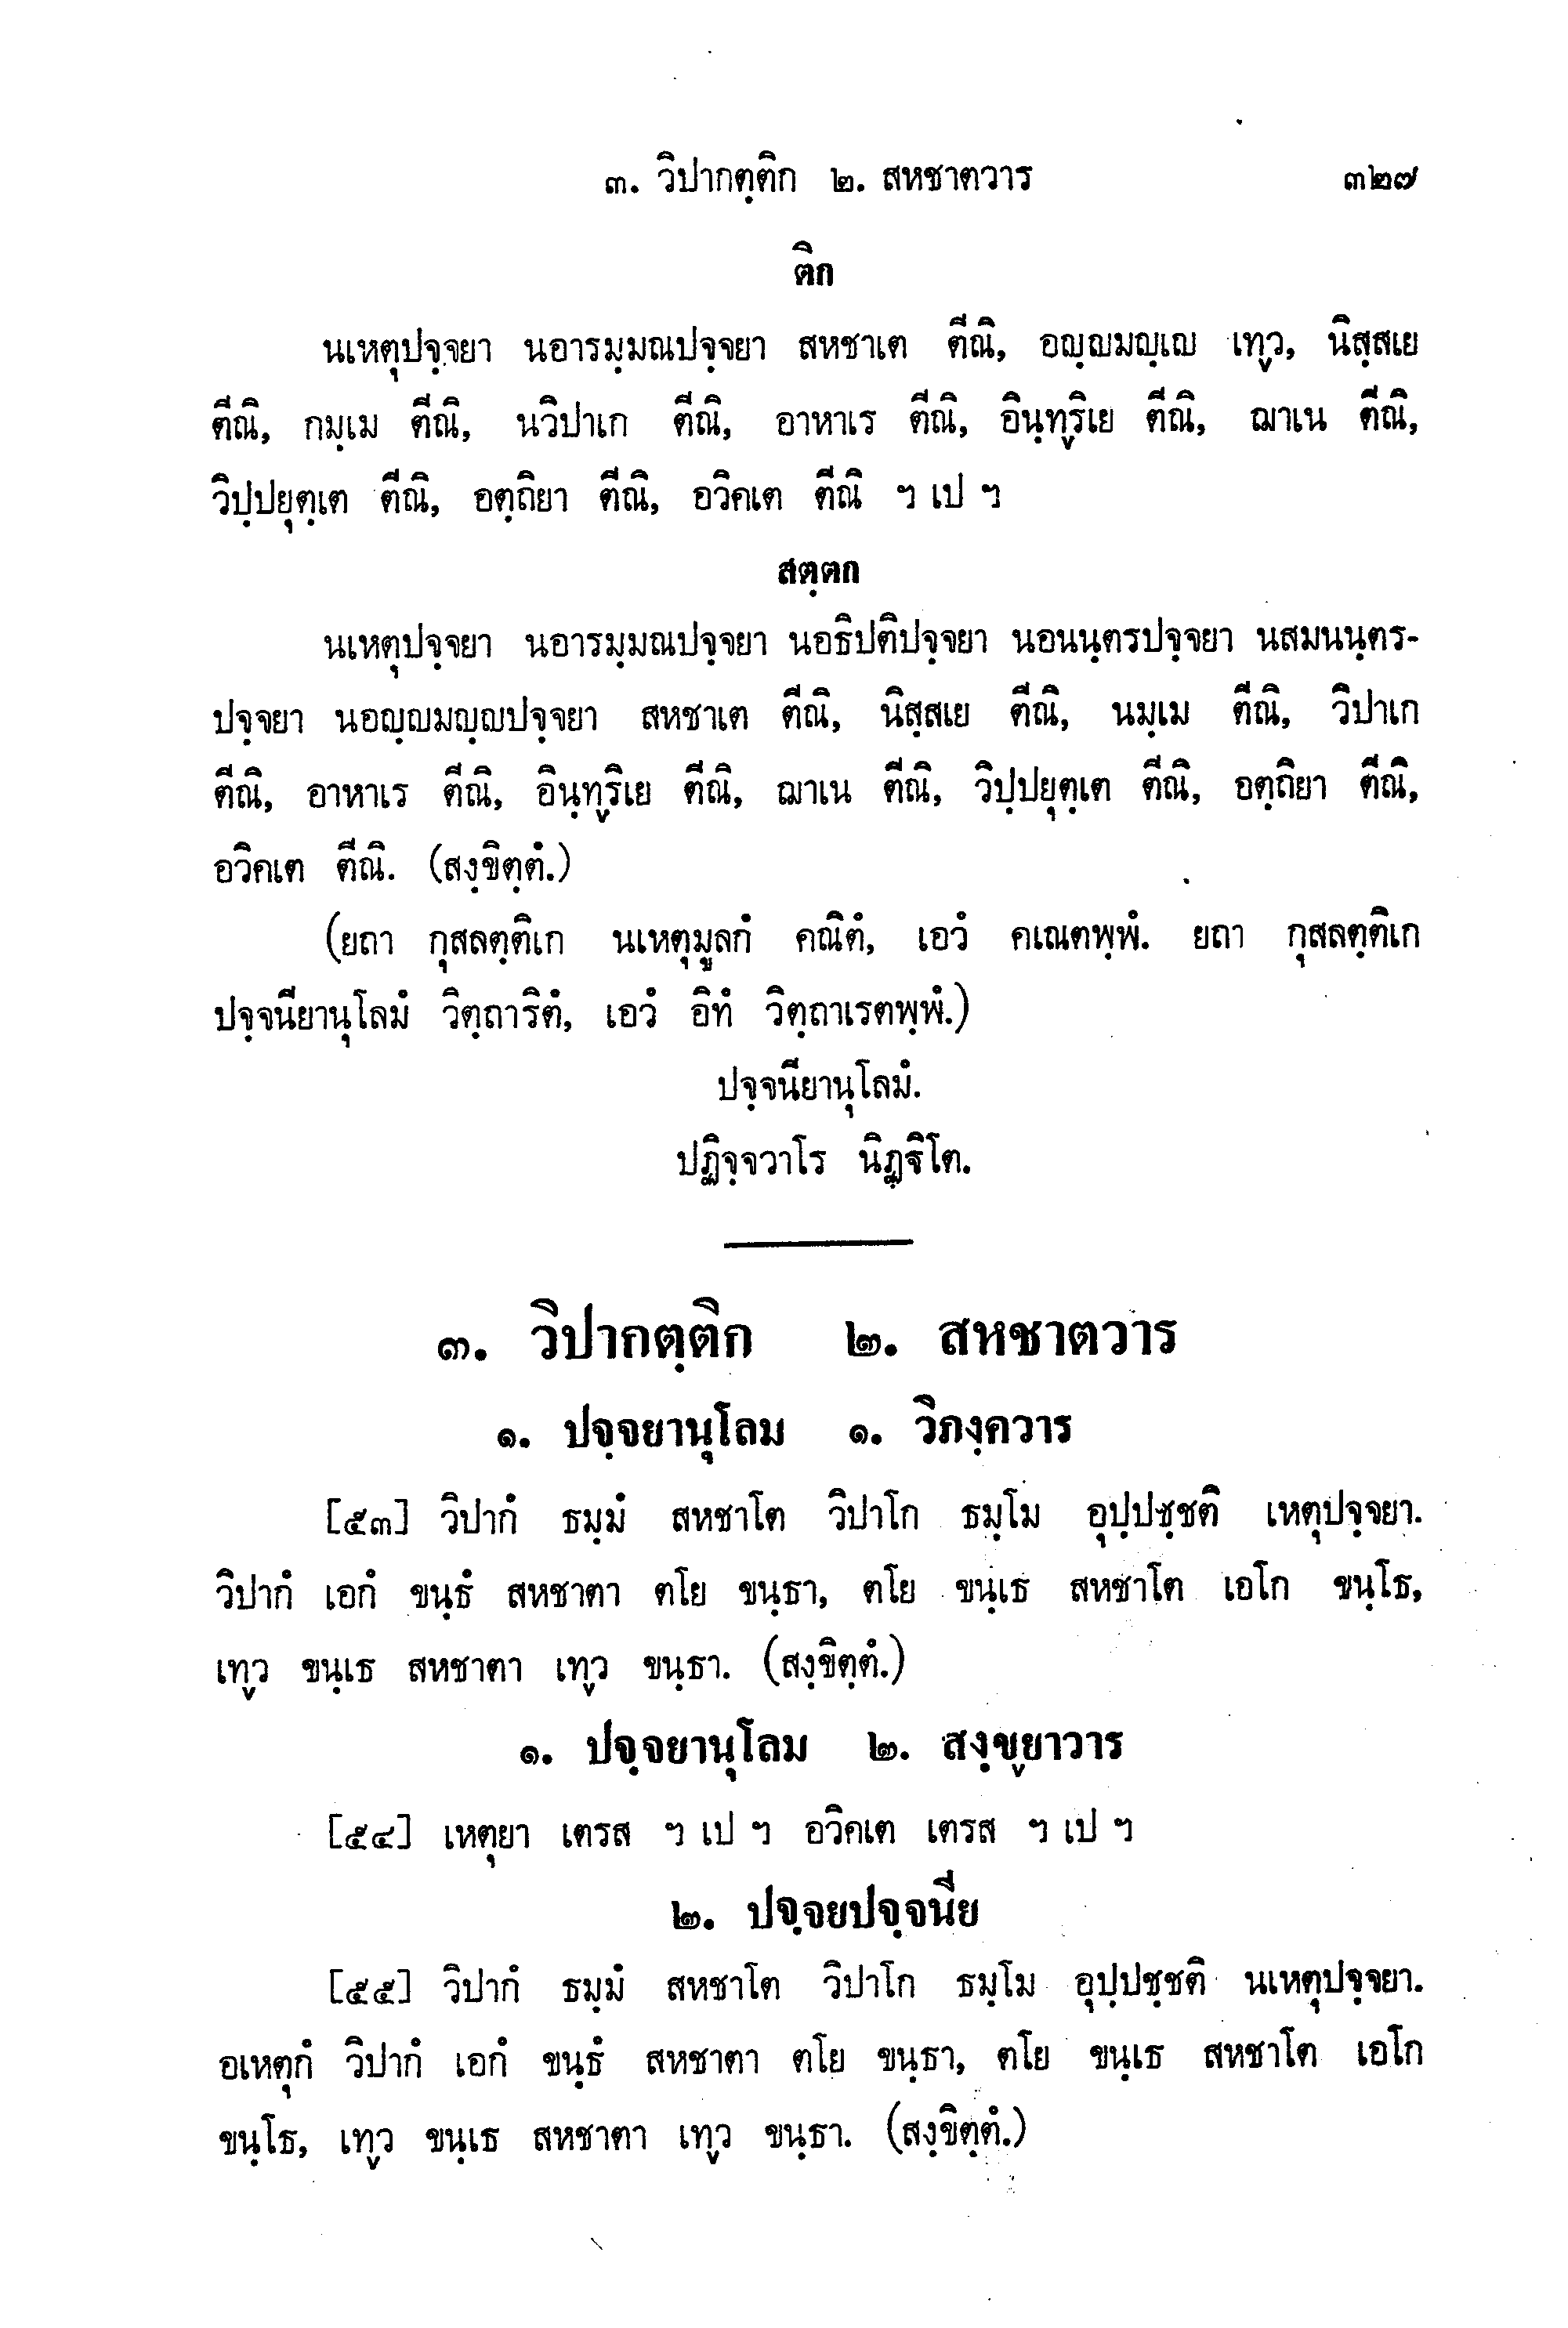 ๓. วิปากตฺติก ๒. สหชาตวาร ๓๒๗
ติก
นเหตุปจฺจยา นอารมฺมณปจฺจยา สหชาเต ตีณิ, อญฺญมญฺเญ เทฺว, นิสฺสเย
ตีณิ, กมฺเม ตีณิ, นวิปาเก ตีณิ, อาหาเร ตีณิ, อินฺทฺริเย ตีณิ, ฌาเน ตีณิ,
วิปฺปยุตฺเต ตีณิ, อตฺถิยา ตีณิ, อวิคเต ตีณิ ฯ เป ฯ
สตฺตก
นเหตุปจฺจยา นอารมฺมณปจฺจยา นอธิปติปจฺจยา นอนนฺตรปจฺจยา นสมนนฺตร-
ปจฺจยา นอญฺญมญฺญปจฺจยา สหชาเต ตีณิ, นิสฺสเย ตีณิ, นมฺเม ตีณิ, วิปาเก
ตีณิ, อาหาเร ตีณิ, อินฺทฺริเย ตีณิ, ฌาเน ตีณิ, วิปฺปยุตฺเต ตีณิ, อตฺถิยา ตีณิ,
อวิคเต ตีณิ. (สงฺขิตฺตํ.)
(ยถา กุสลตฺติเก นเหตุมูลกํ คณิตํ, เอวํ คเณตพฺพํ. ยถา กุสลตฺติเก
ปจฺจนียานุโลมํ วิตฺถาริตํ, เอวํ อิทํ วิตฺถาเรตพฺพํ.)
ปจฺจนียานุโลมํ.
ปฏิจฺจวาโร นิฏฺฐิโต.
๓. วิปากตฺติก ๒. สหชาตวาร
๑. ปจฺจยานุโลม ๑. วิภงฺควาร
[๕๓] วิปากํ ธมฺมํ สหชาโต วิปาโก ธมฺโม อุปฺปชฺชติ เหตุปจฺจยา.
วิปากํ เอกํ ขนฺธํ สหชาตา ตโย ขนฺธา, ตโย ขนฺเธ สหชาโต เอโก ขนฺโธ,
เทฺว ขนฺเธ สหชาตา เทฺว ขนฺธา. (สงฺขิตฺตํ.)
๑. ปจฺจยานุโลม ๒. สงฺขฺยาวาร
[๕๔] เหตุยา เตรส ฯ เป ฯ อวิคเต เตรส ฯ เป ฯ
๒. ปจฺจยปจฺจนีย
[๕๕] วิปากํ ธมฺมํ สหชาโต วิปาโก ธมฺโม อุปฺปชฺชติ นเหตุปจฺจยา.
อเหตุกํ วิปากํ เอกํ ขนฺธํ สหชาตา ตโย ขนฺธา, ตโย ขนฺเธ สหชาโต เอโก
ขนฺโธ, เทฺว ขนฺเธ สหชาตา เทฺว ขนฺธา. (สงฺขิตฺตํ.)